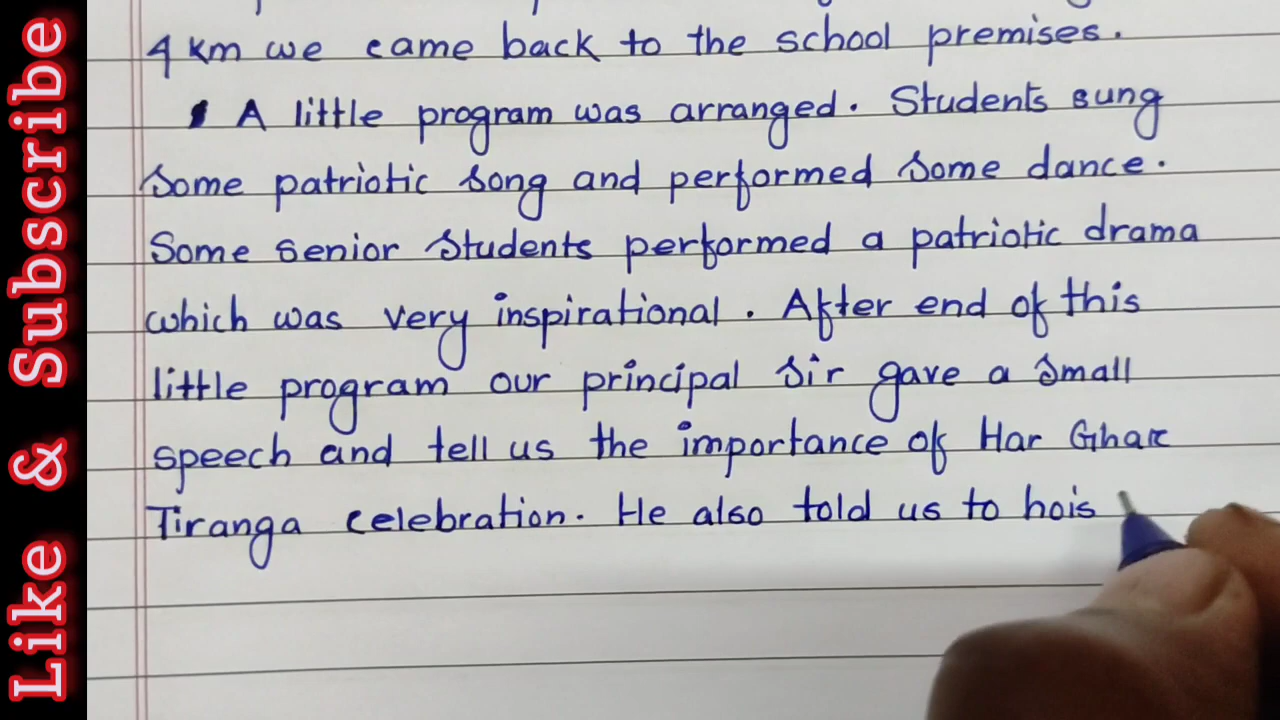 Like & Subscribe
4 km we came back to the school premises.
A little program was arranged. Students sung
some patriotic song and performed some dance.
Some senior students performed a patriotic drama
which was very inspirational. After end of this
little program our principal sir gave a small
speech and tell us the importance of Har Ghar
Tiranga celebration. He also told us to hois